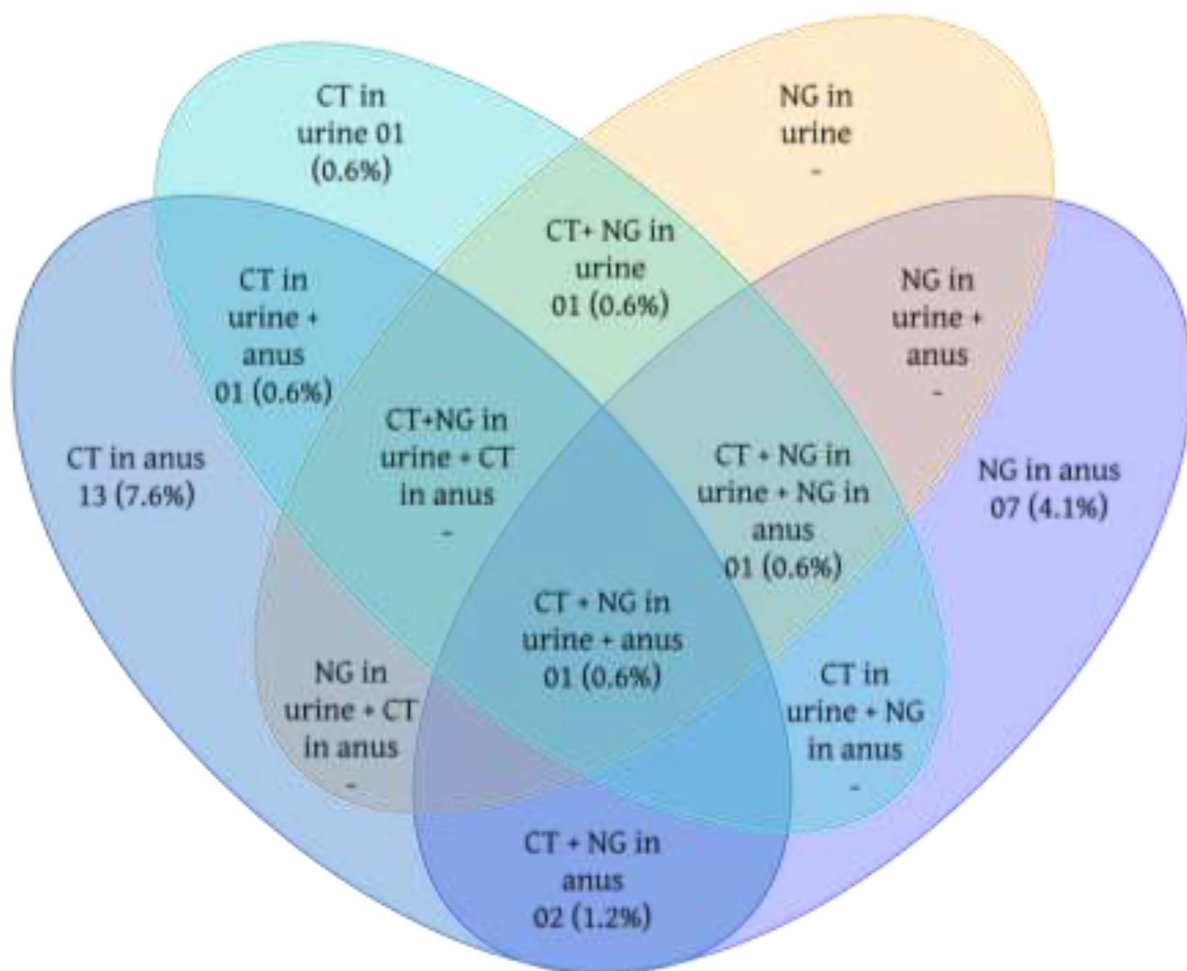 CT in
urine 01
(0.6%)
NG in
urine
-
CT+ NG in
urine
01 (0.6%)
CT in
urine +
anus
01 (0.6%)
NG in
urine +
anus
-
CT in anus
13 (7.6%)
CT+NG in
urine + CT
in anus
-
CT + NG in
urine + NG in
anus
01 (0.6%)
NG in anus
07 (4.1%)
CT + NG in
urine + anus
01 (0.6%)
NG in
urine + CT
in anus
-
CT in
urine + NG
in anus
-
CT + NG in
anus
02 (1.2%)